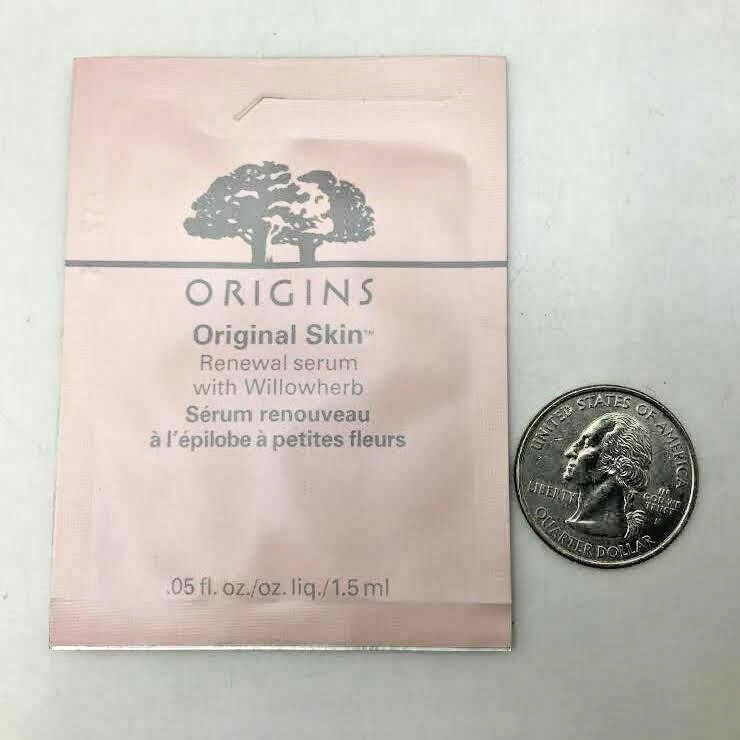 ORIGINS
Original Skin™
Renewal serum
with Willowherb
Sérum renouveau
à l'épilobe à petites fleurs
.05 fl. oz./oz. liq./1.5 ml
UNITED STATES OF AMERICA
LIBERTY
IN
GOD WE
TRUST
QUARTER DOLLAR